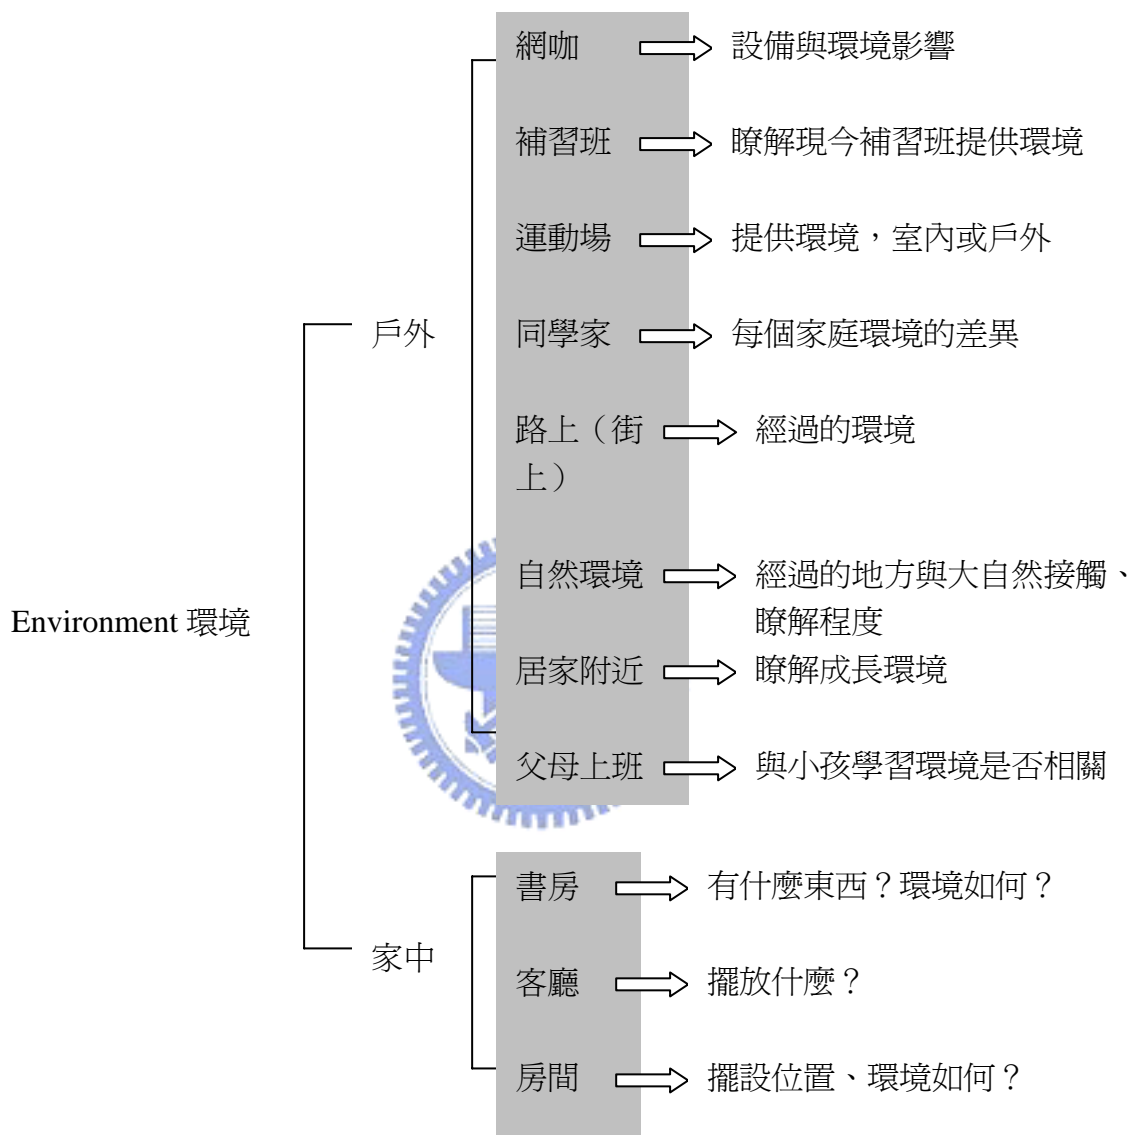 網咖 設備與環境影響
補習班 瞭解現今補習班提供環境
運動場 提供環境，室內或戶外
戶外
同學家 每個家庭環境的差異
路上（街 經過的環境
上）
自然環境 經過的地方與大自然接觸、
Environment 環境
瞭解程度
居家附近 瞭解成長環境
父母上班 與小孩學習環境是否相關
書房 有什麼東西？環境如何？
家中
客廳 擺放什麼？
房間 擺設位置、環境如何？